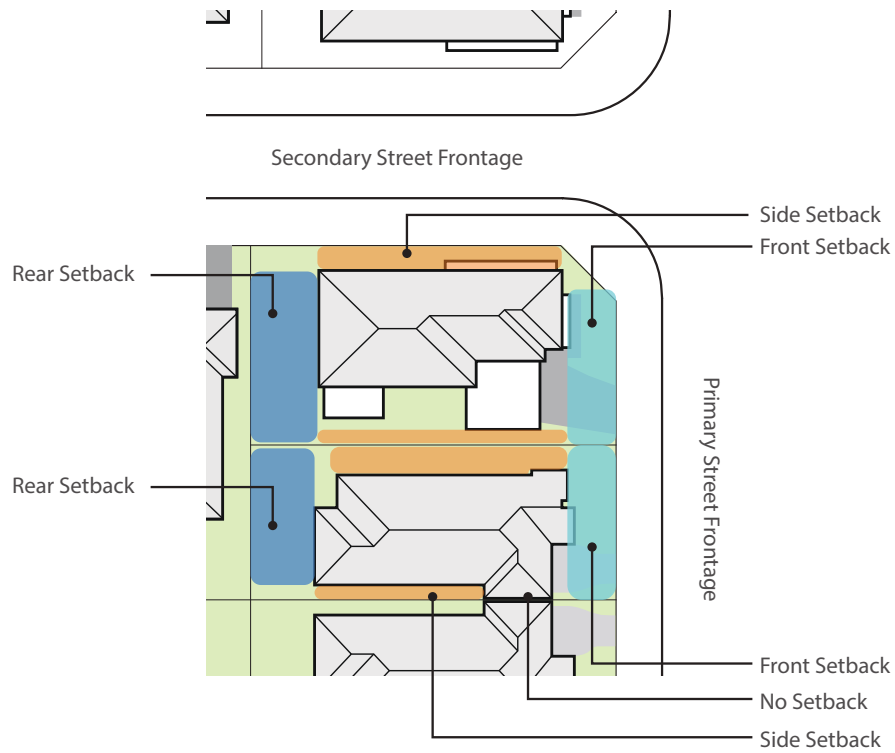 Secondary Street Frontage
Side Setback
Front Setback
Rear Setback
Primary Street Frontage
Rear Setback
Front Setback
No Setback
Side Setback